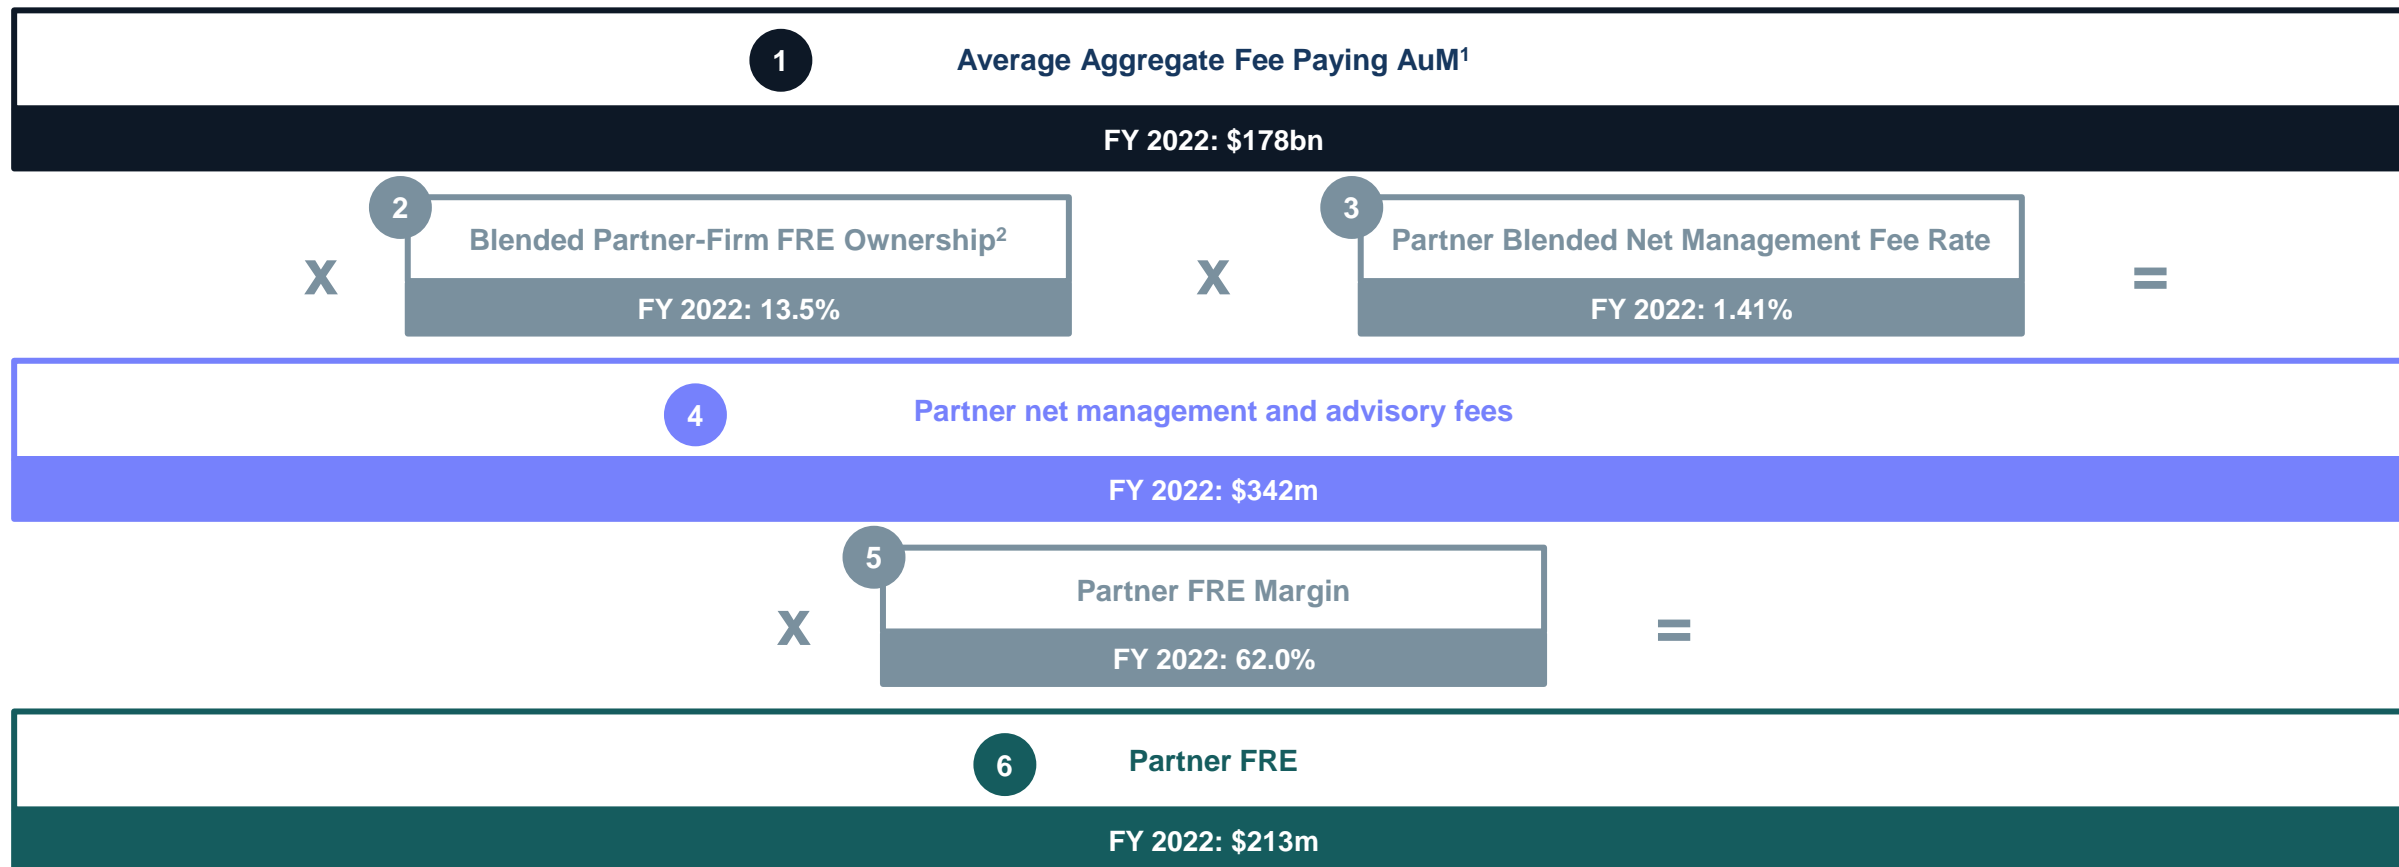 1
Average Aggregate Fee Paying AuM¹
FY 2022: $178bn
x
2
Blended Partner-Firm FRE Ownership²
FY 2022: 13.5%
x
3
Partner Blended Net Management Fee Rate
FY 2022: 1.41%
=
4
Partner net management and advisory fees
FY 2022: $342m
x
5
Partner FRE Margin
FY 2022: 62.0%
=
6
Partner FRE
FY 2022: $213m